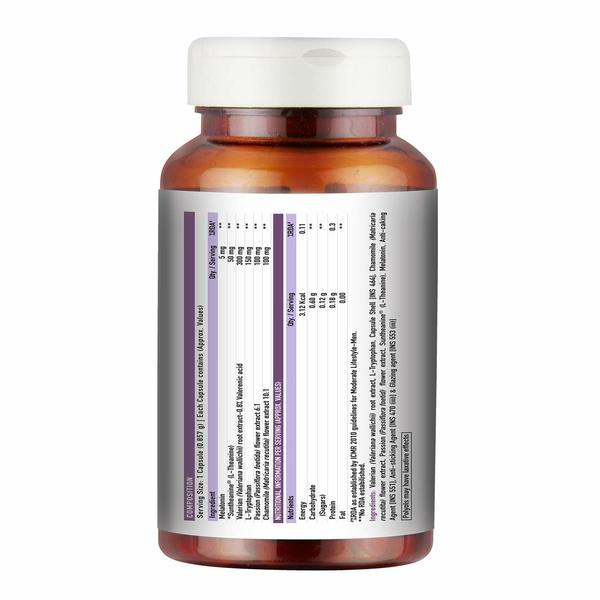 COMPOSITION
Serving Size: 1 Capsule (0.857 g) | Each Capsule contains (Approx. Values)
Ingredient Qty. / Serving %RDA#
Melatonin 5 mg **
*Suntheanine® (L-Theanine) 50 mg **
Valerian (Valeriana wallichii) root extract-0.8% Valerenic acid 300 mg **
L-Tryptophan 150 mg **
Passion (Passiflora foetida) flower extract 6:1 100 mg **
Chamomile (Matricaria recutita) flower extract 10:1 100 mg **
NUTRITIONAL INFORMATION PER SERVING (APPROX. VALUES)
Nutrients Qty. / Serving %RDA#
Energy 3.12 Kcal 0.11
Carbohydrate 0.60 g **
(Sugars) 0.12 g **
Protein 0.18 g 0.3
Fat 0.00 **
RDA as established by ICMR 2010 guidelines for Moderate Lifestyle-Men.
**No RDA established.
Ingredients: Valerian (Valeriana wallichii) root extract, L-Tryptophan, Capsule Shell [INS 464], Chamomile (Matricaria
recutita) flower extract, Passion (Passiflora foetid) flower extract, Suntheanine® (L-Theanine), Melatonin, Anti-caking
Agent [INS 551], Anti-sticking Agent [INS 470 (iii)] & Glazing agent [INS 553 (iii)]
Polyols may have laxative effects